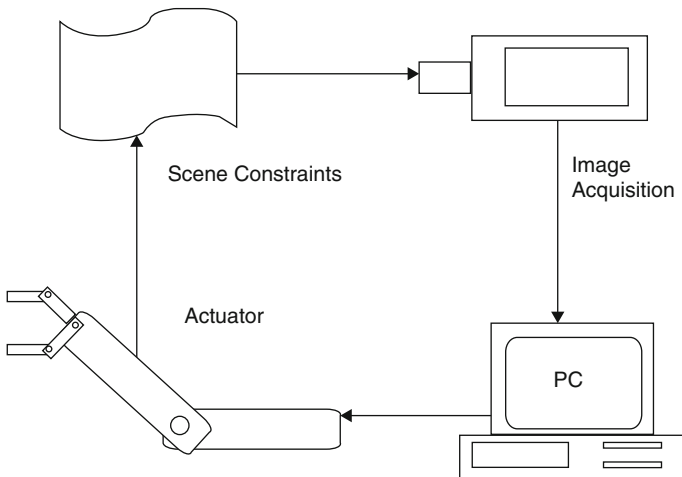 Scene Constraints
Image
Acquisition
Actuator
PC